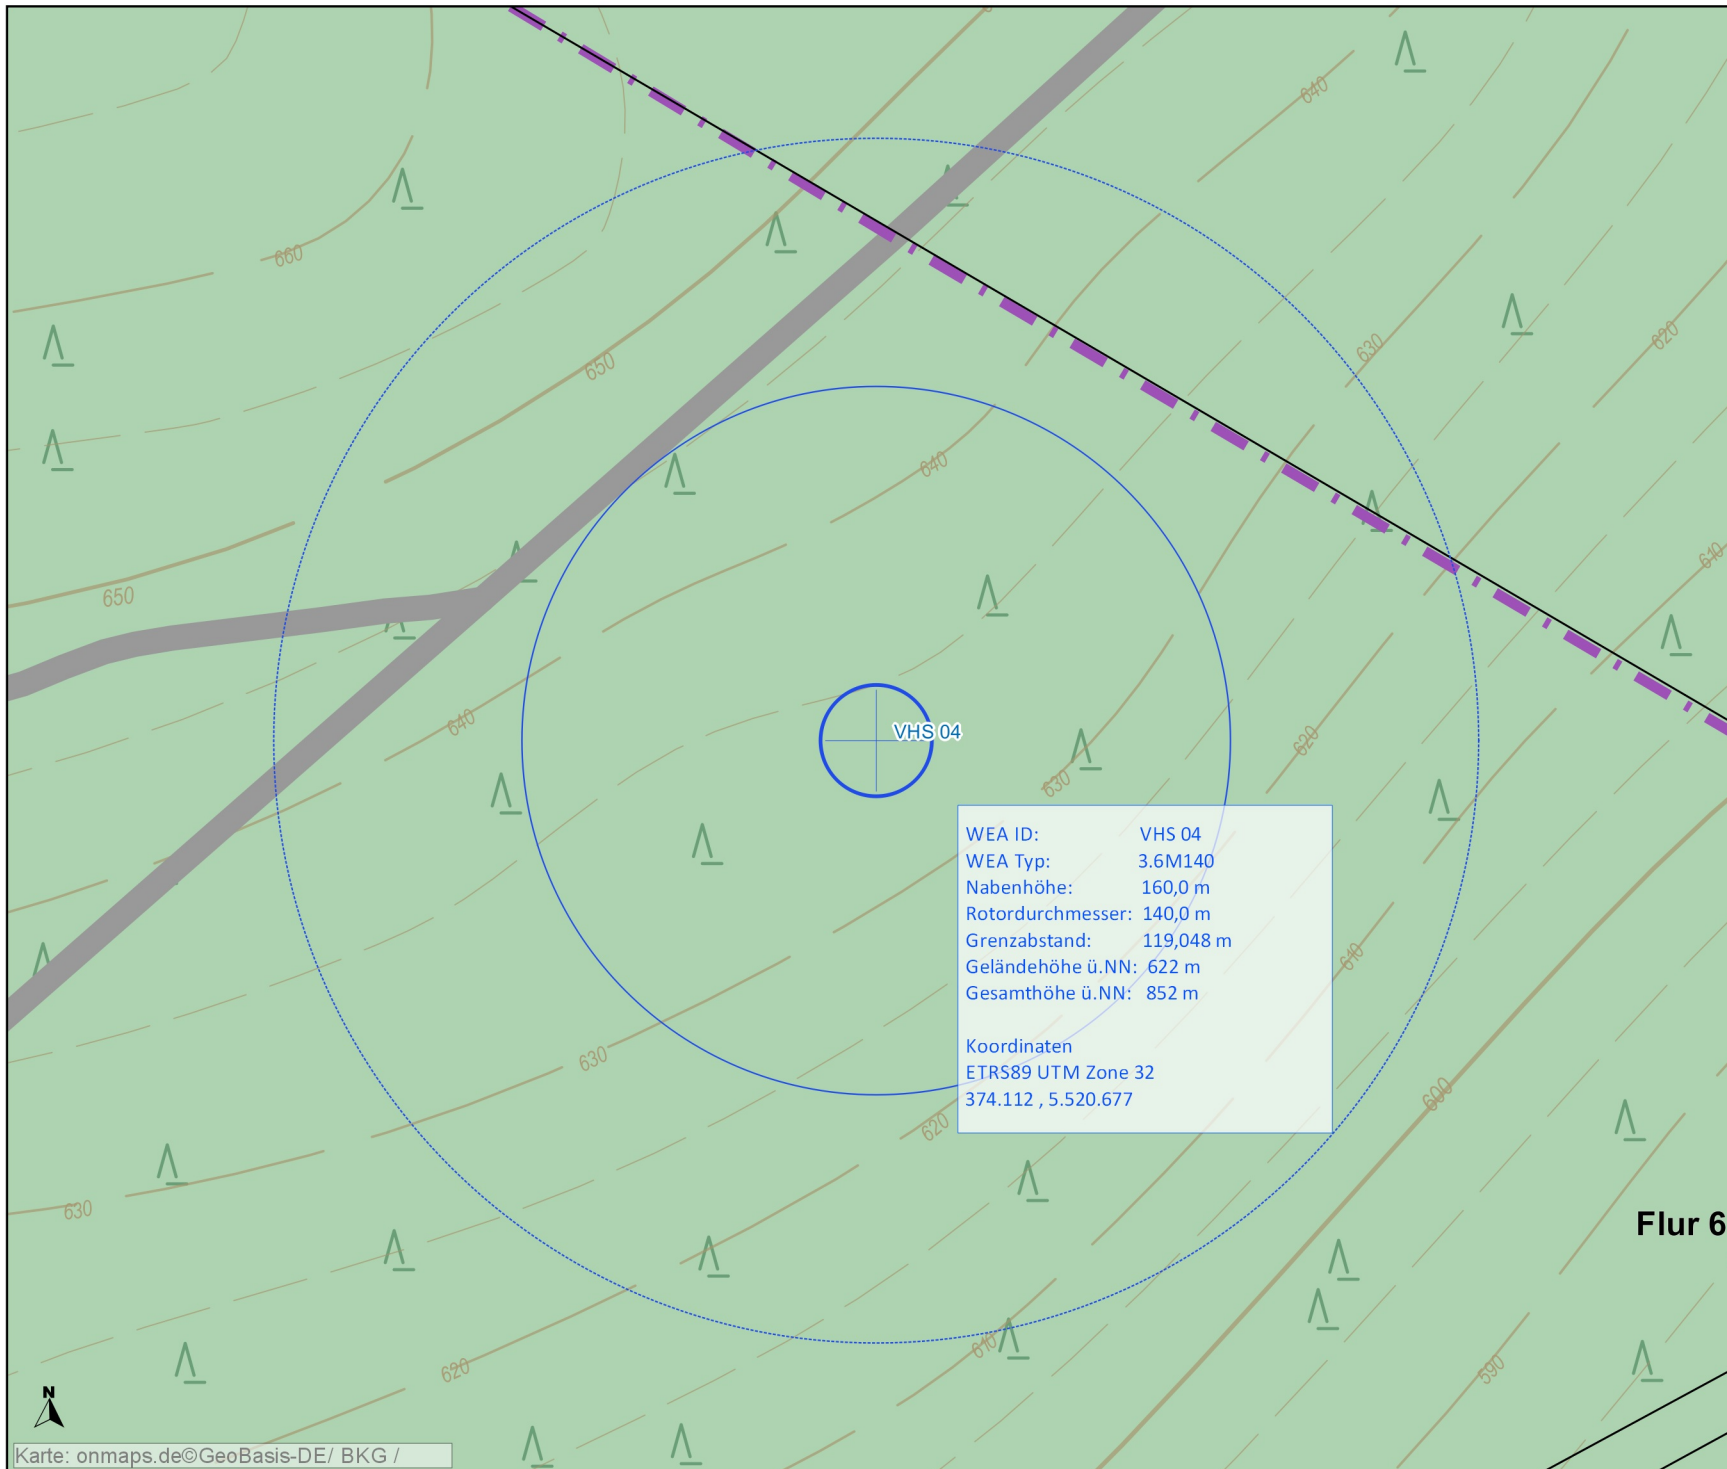 640
660
630
620
650
640
610
650
640
VHS 04
620
630
WEA ID: VHS 04
WEA Typ: 3.6M140
Nabenhöhe: 160,0 m
Rotordurchmesser: 140,0 m
Grenzabstand: 119,048 m
Geländehöhe ü.NN: 622 m
Gesamthöhe ü.NN: 852 m
Koordinaten
ETRS89 UTM Zone 32
374.112 , 5.520.677
610
630
600
620
630
Flur 6
610
620
590
N
Karte: onmaps.de©GeoBasis-DE/ BKG /